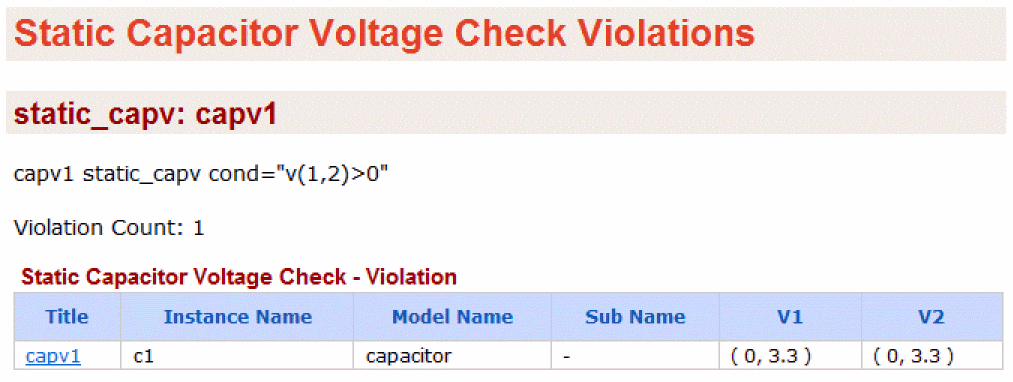 Static Capacitor Voltage Check Violations
static_capv: capv1
capv1 static_capv cond="v(1,2)>0"
Violation Count: 1
Static Capacitor Voltage Check - Violation
Title Instance Name Model Name Sub Name V1 V2
capv1 c1 capacitor - ( 0, 3.3 ) ( 0, 3.3 )